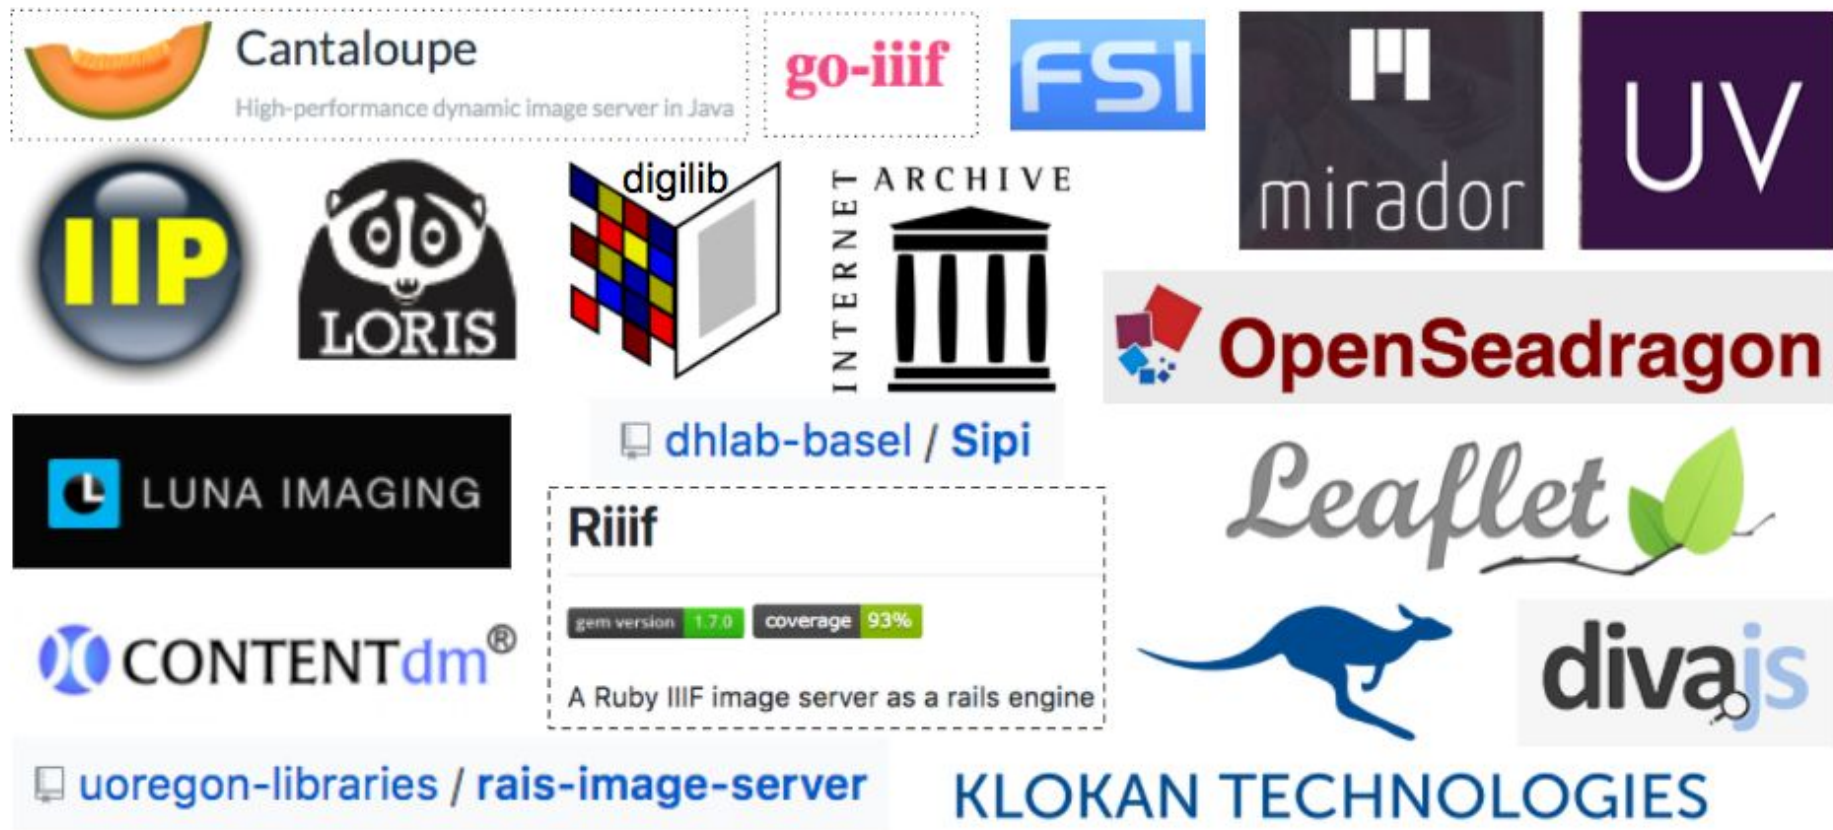 Cantaloupe
High-performance dynamic image server in Java
go-iiif
FSI
mirador
UV
IIP
LORIS
digilib
INTERNET
ARCHIVE
OpenSeadragon
LUNA IMAGING
dhlab-basel / Sipi
Leaflet
Riiif
gem version 1.7.0 coverage 93%
A Ruby IIIF image server as a rails engine
CONTENTdm®
divajs
uoregon-libraries / rais-image-server
KLOKAN TECHNOLOGIES